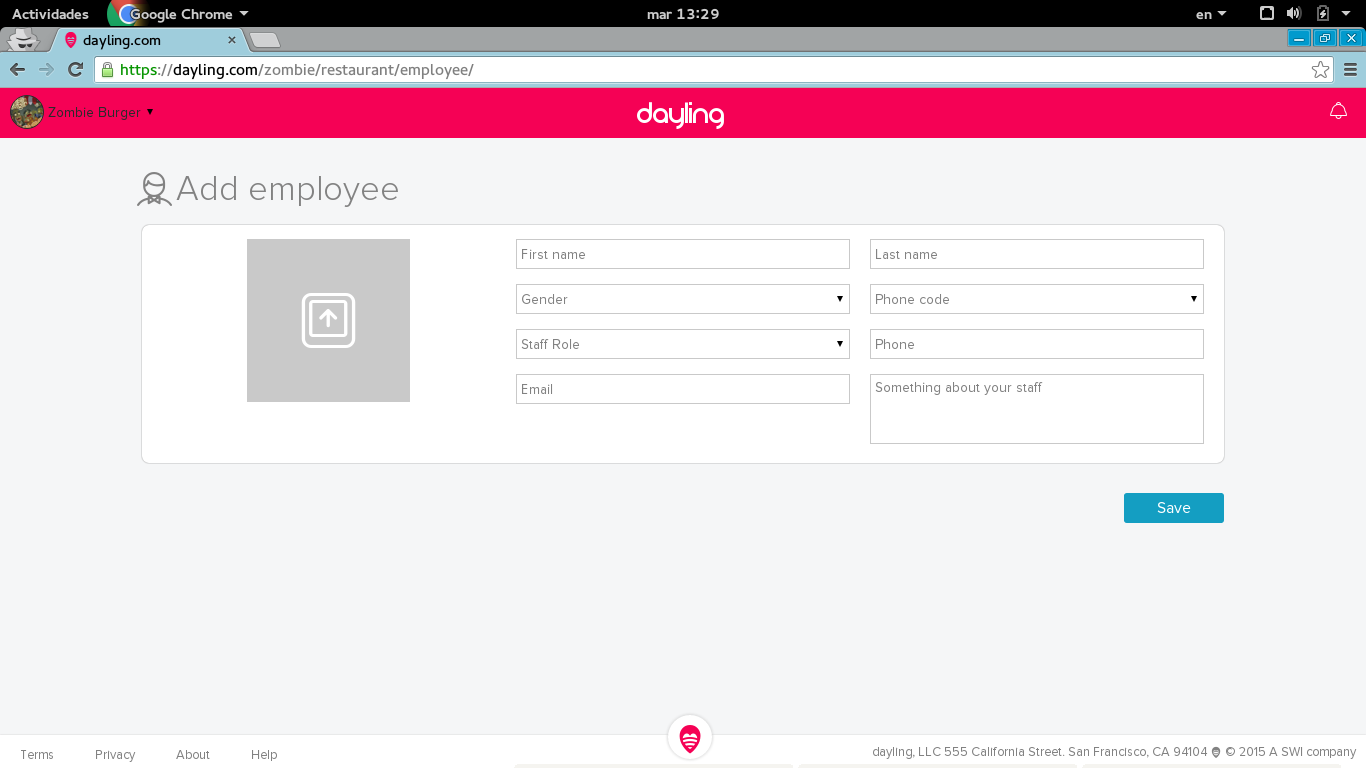 Actividades Google Chrome mar 13:29 en
dayling.com
https://dayling.com/zombie/restaurant/employee/
Zombie Burger dayling
Add employee
First name Last name
Gender Phone code
Staff Role Phone
Email Something about your staff
Save
Terms Privacy About Help dayling, LLC 555 California Street. San Francisco, CA 94104 © 2015 A SWI company